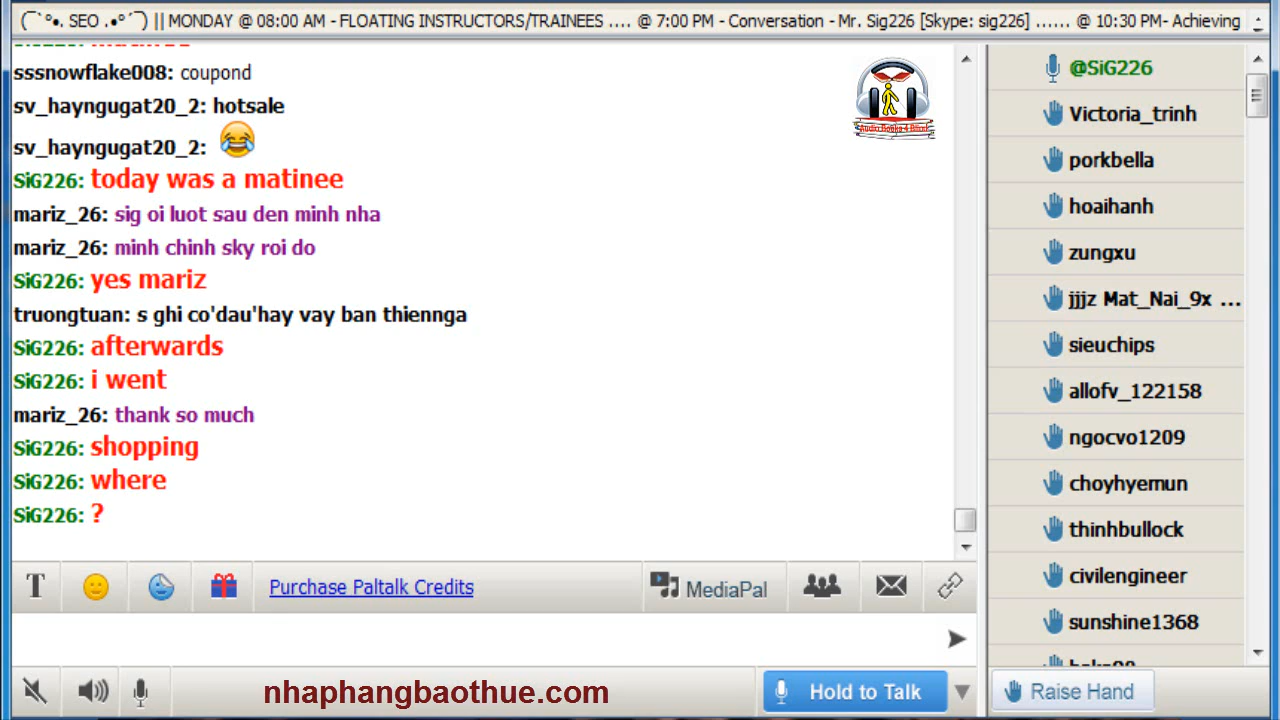 (¯`°•. SEO .•°´¯) || MONDAY @ 08:00 AM - FLOATING INSTRUCTORS/TRAINEES .... @ 7:00 PM - Conversation - Mr. Sig226 [Skype: sig226] ...... @ 10:30 PM- Achieving
sssnowflake008: coupond
sv_hayngugat20_2: hotsale
sv_hayngugat20_2: 😂
SiG226: today was a matinee
mariz_26: sig oi luot sau den minh nha
mariz_26: minh chinh sky roi do
SiG226: yes mariz
truongtuan: s ghi co'dau'hay vay ban thiennga
SiG226: afterwards
SiG226: i went
mariz_26: thank so much
SiG226: shopping
SiG226: where
SiG226: ?
Audio Books 4 Blind
@SiG226
Victoria_trinh
porkbella
hoaihanh
zungxu
jjjz Mat_Nai_9x ...
sieuchips
allofv_122158
ngocvo1209
choyhyemun
thinhbullock
civilengineer
sunshine1368
T
Purchase Paltalk Credits
MediaPal
nhaphangbaothue.com
Hold to Talk
Raise Hand